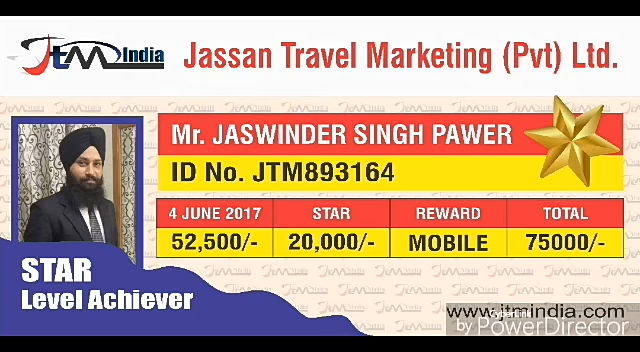 JtM India
Jassan Travel Marketing (Pvt) Ltd.
Mr. JASWINDER SINGH PAWER
ID No. JTM893164
4 JUNE 2017 STAR REWARD TOTAL
52,500/- 20,000/- MOBILE 75000/-
STAR
Level Achiever
www.jtmindia.com
CyberLink
by PowerDirector